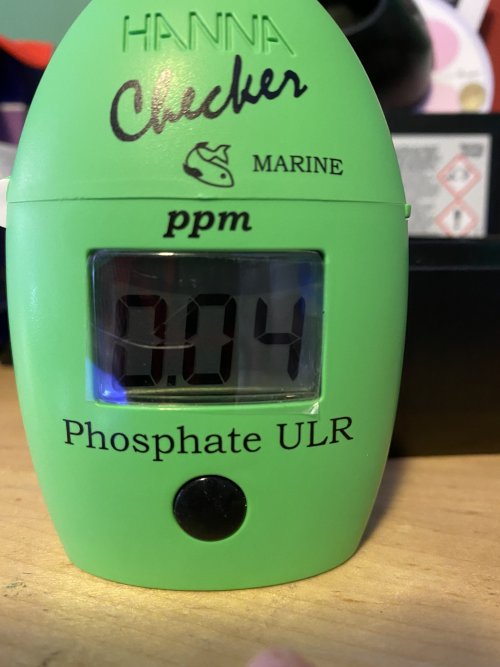 HANNA
Checker
MARINE
ppm
0.04
Phosphate ULR